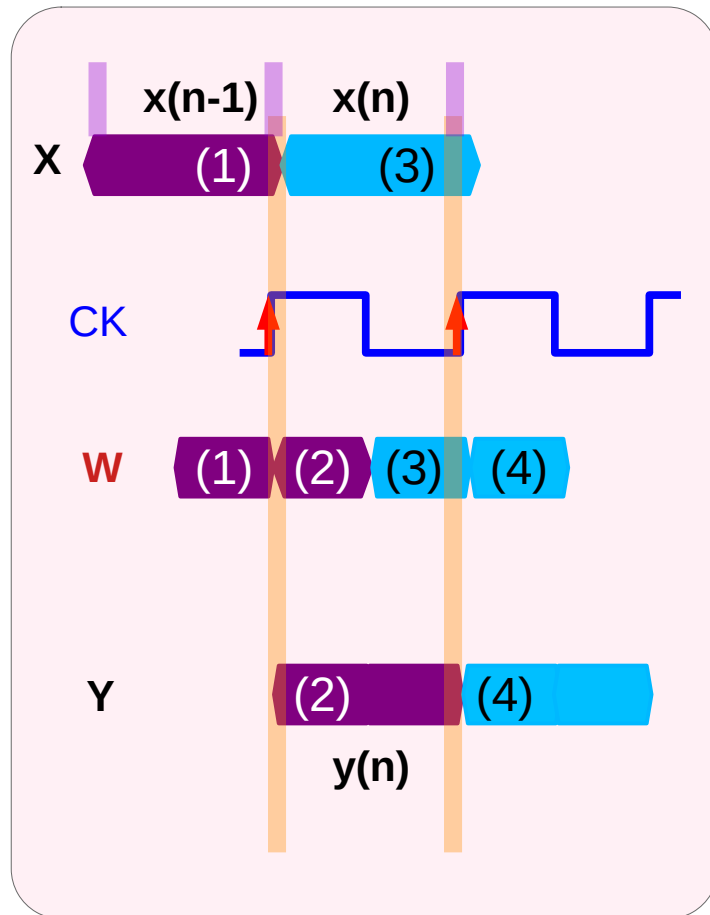 x(n-1) x(n)
X (1) (3)
CK
W (1) (2) (3) (4)
Y (2) (4)
y(n)